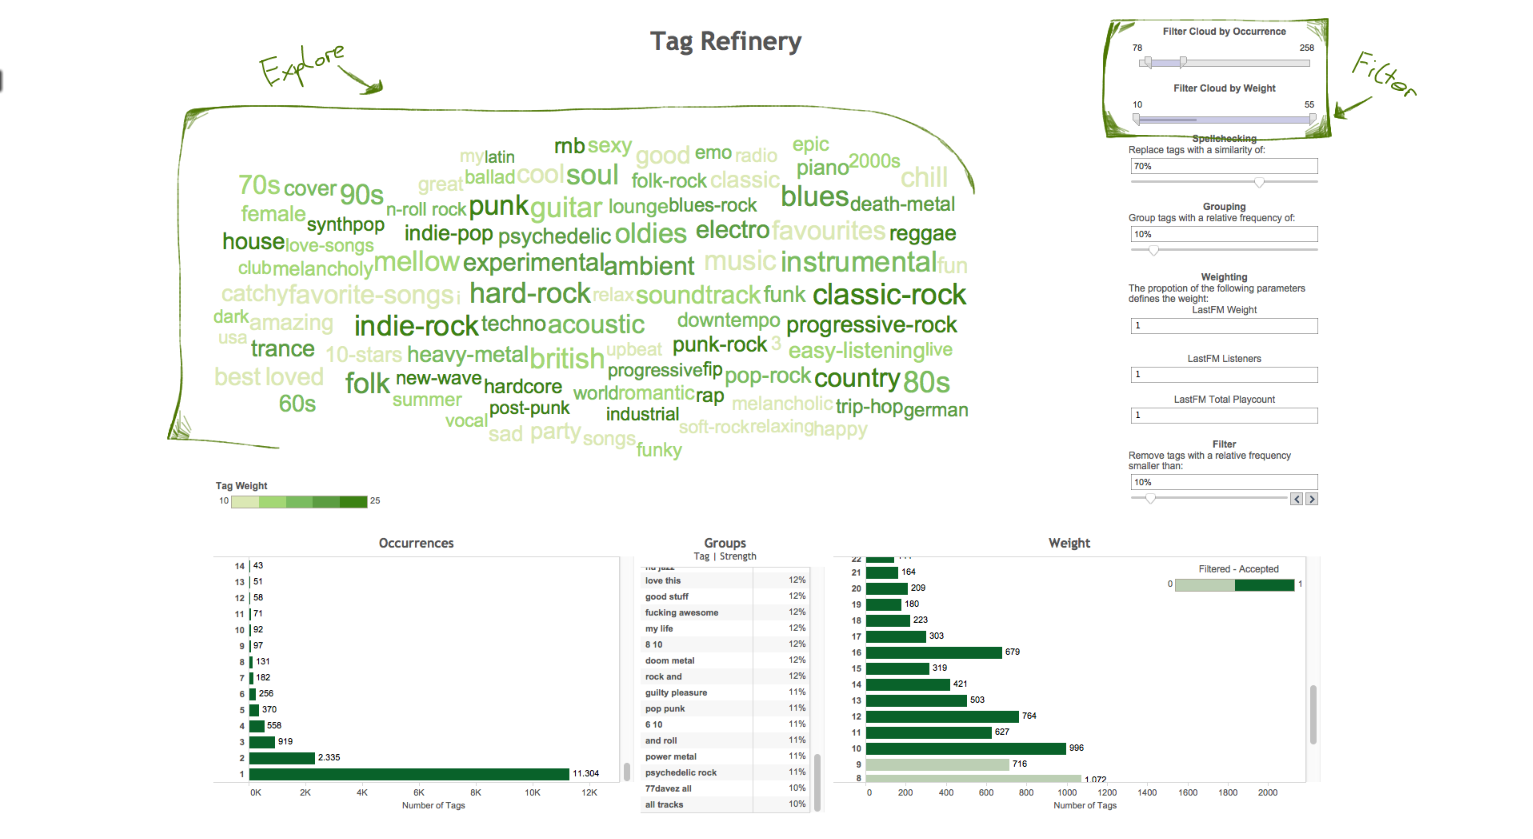 Tag Refinery
Explore
Filter
Filter Cloud by Occurrence
78 258
Filter Cloud by Weight
10 55
Spellchecking
Replace tags with a similarity of:
70%
Grouping
Group tags with a relative frequency of:
10%
Weighting
The propotion of the following parameters
defines the weight:
LastFM Weight
1
LastFM Listeners
1
LastFM Total Playcount
1
Filter
Remove tags with a relative frequency
smaller than:
10%
< >
rnb sexy epic
my latin good emo radio piano 2000s
70s cover 90s great ballad cool soul folk-rock classic chill
female n-roll rock punk guitar lounge blues-rock blues death-metal
synthpop
house love-songs indie-pop psychedelic oldies electro favourites reggae
club melancholy mellow experimental ambient music instrumental fun
catchy favorite-songs i hard-rock relax soundtrack funk classic-rock
dark amazing indie-rock techno acoustic downtempo progressive-rock
usa trance 10-stars heavy-metal british upbeat punk-rock 3 easy-listening live
best loved folk new-wave hardcore progressive fip pop-rock country 80s
60s summer post-punk world romantic rap melancholic trip-hop german
vocal industrial
sad party songs soft-rock relaxing happy
funky
Tag Weight
10 25
Occurrences
14 43
13 51
12 58
11 71
10 92
9 97
8 131
7 182
6 256
5 370
4 558
3 919
2 2.335
1 11.304
0K 2K 4K 6K 8K 10K 12K
Number of Tags
Groups
Tag | Strength
nu jazz
love this 12%
good stuff 12%
fucking awesome 12%
my life 12%
8 10 12%
doom metal 12%
rock and 12%
guilty pleasure 11%
pop punk 11%
6 10 11%
and roll 11%
power metal 11%
psychedelic rock 11%
77davez all 10%
all tracks 10%
Weight
Filtered - Accepted
0 1
22
21 164
20 209
19 180
18 223
17 303
16 679
15 319
14 421
13 503
12 764
11 627
10 996
9 716
8 1.072
0 200 400 600 800 1000 1200 1400 1600 1800 2000
Number of Tags